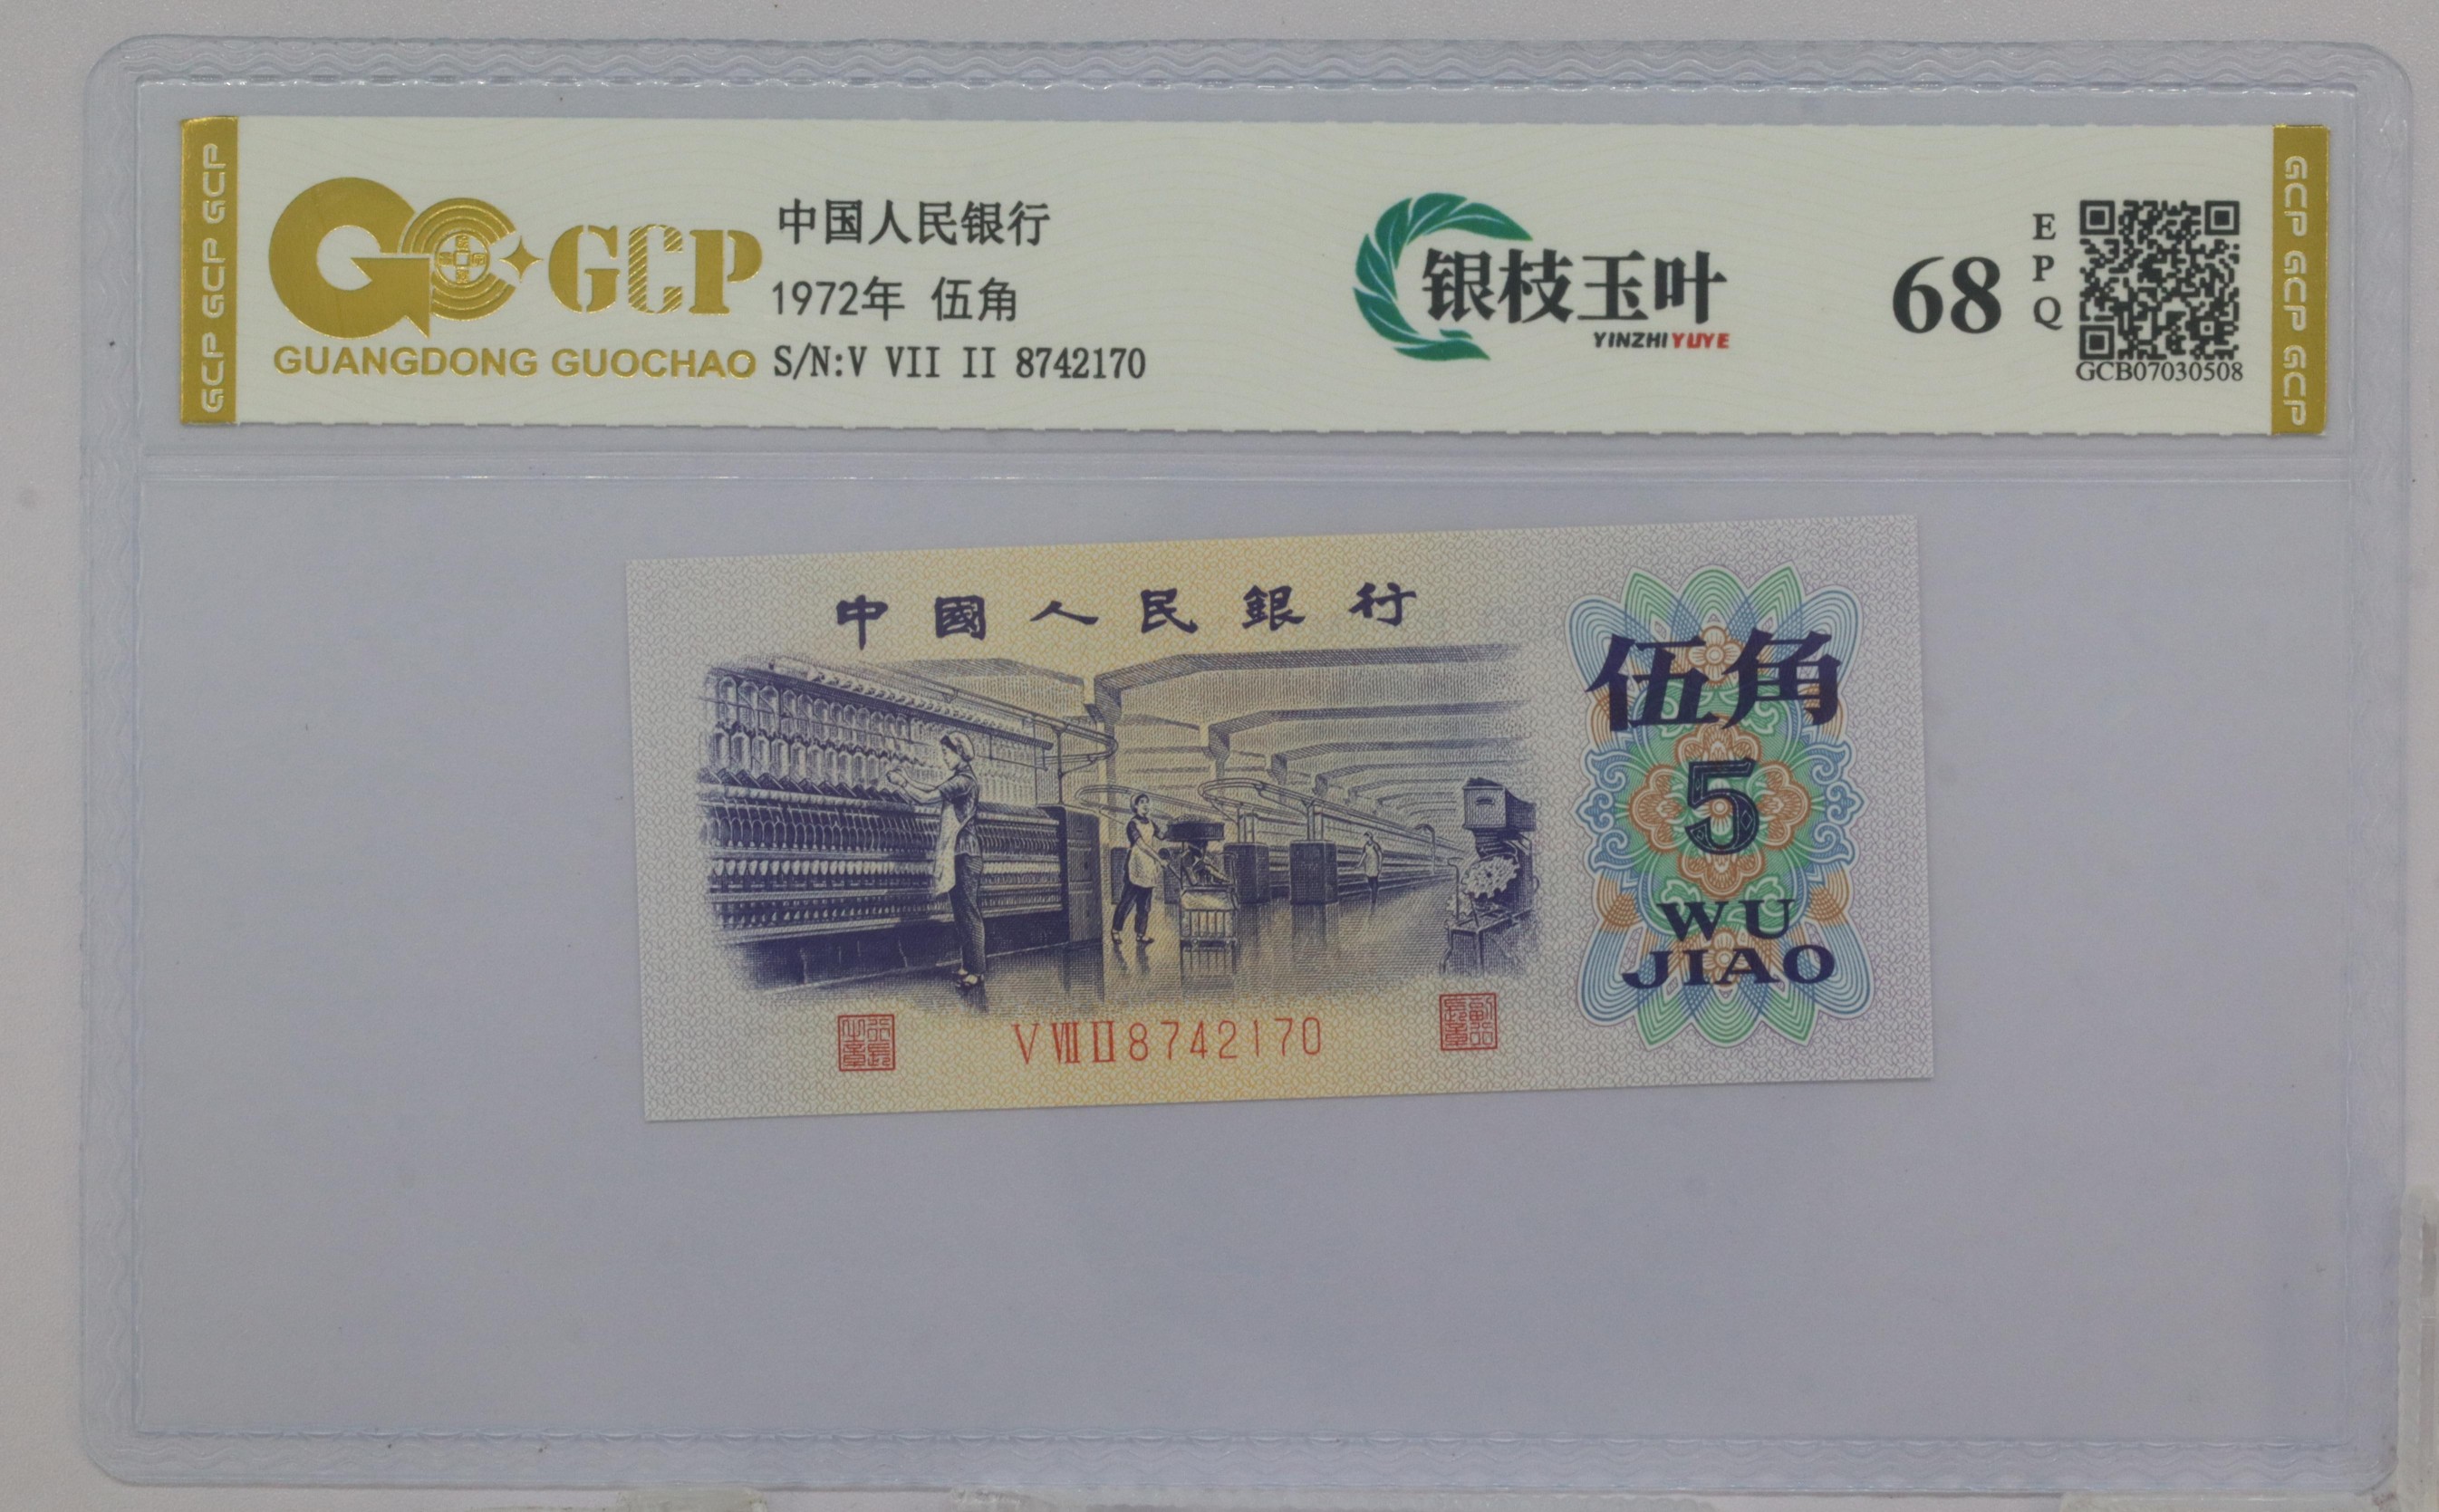 GCP GCP GCP
GCP
GUANGDONG GUOCHAO
中国人民银行
1972年 伍角
S/N:V VII II 8742170
银枝玉叶
YINZHIYUYE
68
EPQ
GCB07030508
GCP GCP GCP
中國人民銀行
伍角
5
WU
JIAO
V VII II 8742170